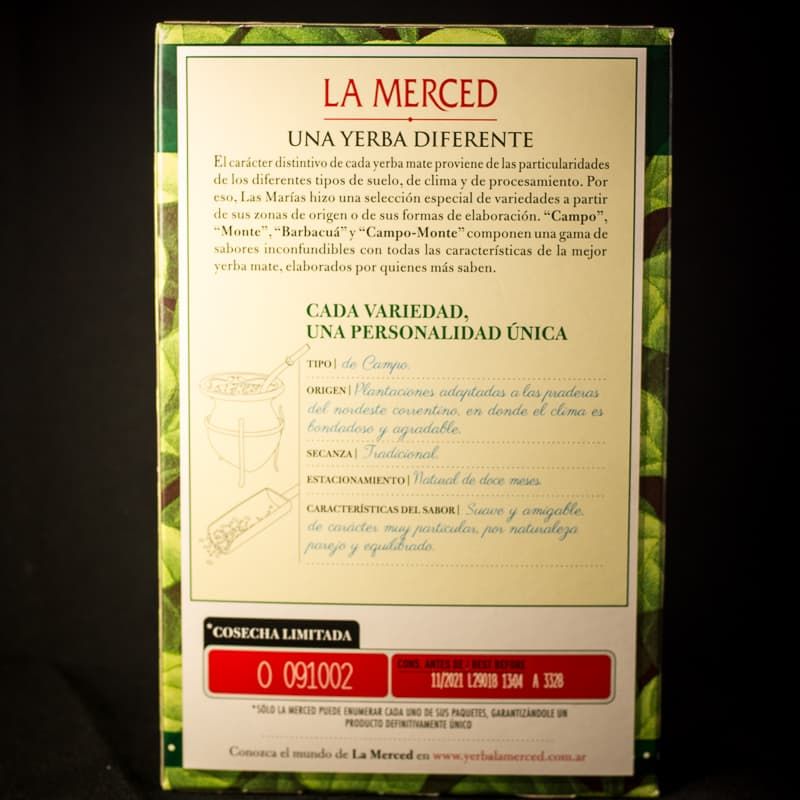 LA MERCED
UNA YERBA DIFERENTE
El carácter distintivo de cada yerba mate proviene de las particularidades
de los diferentes tipos de suelo, de clima y de procesamiento. Por
eso, Las Marías hizo una selección especial de variedades a partir
de sus zonas de origen o de sus formas de elaboración. “Campo”,
“Monte”, “Barbacuá” y “Campo-Monte” componen una gama de
sabores inconfundibles con todas las características de la mejor
yerba mate, elaborados por quienes más saben.
CADA VARIEDAD,
UNA PERSONALIDAD ÚNICA
TIPO| de Campo.
ORIGEN| Plantaciones adaptadas a las praderas
del nordeste correntino, en donde el clima es
bondadoso y agradable.
SECANZA| Tradicional.
ESTACIONAMIENTO| Natural de doce meses.
CARACTERÍSTICAS DEL SABOR| Suave y amigable,
de carácter muy particular, por naturaleza
parejo y equilibrado.
*COSECHA LIMITADA
O 091002
CONS. ANTES DE - BEST BEFORE
11/2021 L29018 1304 A 3328
*SÓLO LA MERCED PUEDE ENUMERAR CADA UNO DE SUS PAQUETES, GARANTIZÁNDOLE UN
PRODUCTO DEFINITIVAMENTE ÚNICO
Conozca el mundo de La Merced en www.yerbalamerced.com.ar